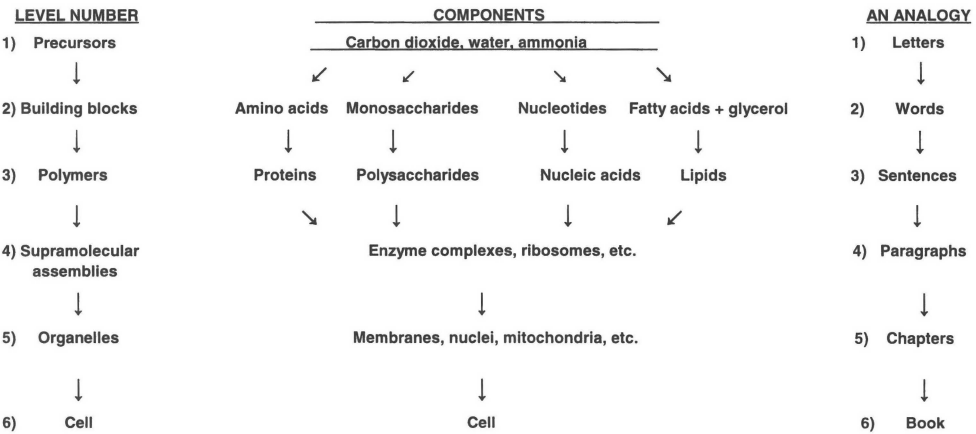 LEVEL NUMBER COMPONENTS AN ANALOGY
1) Precursors Carbon dioxide, water, ammonia 1) Letters
2) Building blocks Amino acids Monosaccharides Nucleotides Fatty acids + glycerol 2) Words
3) Polymers Proteins Polysaccharides Nucleic acids Lipids 3) Sentences
4) Supramolecular Enzyme complexes, ribosomes, etc. 4) Paragraphs
assemblies
5) Organelles Membranes, nuclei, mitochondria, etc. 5) Chapters
6) Cell Cell 6) Book